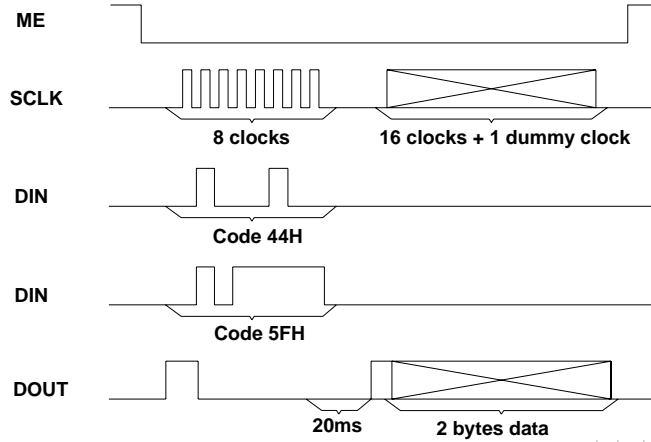 ME
SCLK
8 clocks
16 clocks + 1 dummy clock
DIN
Code 44H
DIN
Code 5FH
DOUT
20ms
2 bytes data